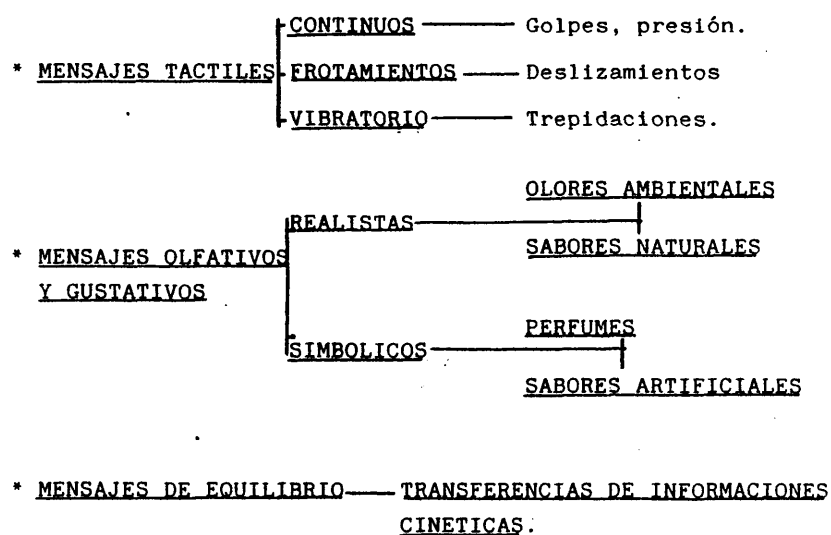 CONTINUOS Golpes, presión.
* MENSAJES TACTILES FROTAMIENTOS Deslizamientos
VIBRATORIO Trepidaciones.
OLORES AMBIENTALES
REALISTAS
SABORES NATURALES
* MENSAJES OLFATIVOS
Y GUSTATIVOS
PERFUMES
SIMBOLICOS
SABORES ARTIFICIALES
* MENSAJES DE EQUILIBRIO TRANSFERENCIAS DE INFORMACIONES
CINETICAS.